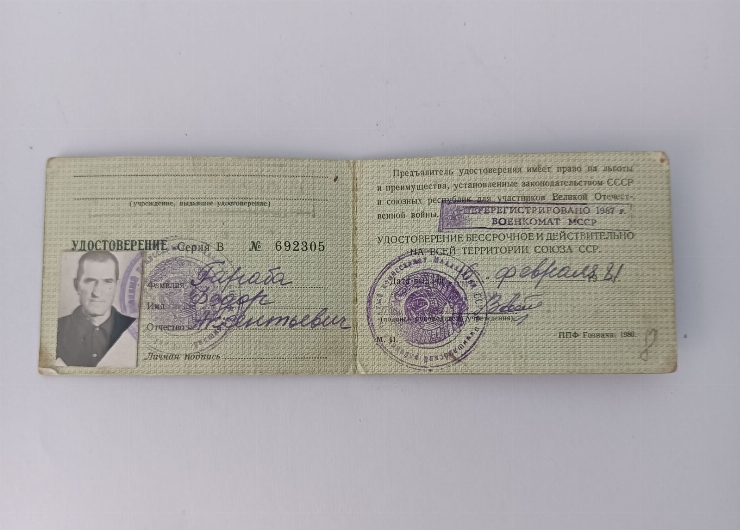 (учреждение, выдавшее удостоверение)
УДОСТОВЕРЕНИЕ Серия В № 692305
Фамилия
Имя Федор
Отчество
Личная подпись
Предъявитель удостоверения имеет право на льготы
и преимущества, установленные законодательством СССР
и союзных республик для участников Великой Отечест-
венной войны.
ПЕРЕРЕГИСТРИРОВАНО 1987 г.
ВОЕНКОМАТ МССР
УДОСТОВЕРЕНИЕ БЕССРОЧНОЕ И ДЕЙСТВИТЕЛЬНО
НА ВСЕЙ ТЕРРИТОРИИ СОЮЗА ССР.
Дата выдачи февраля 81
М. П.
ППФ Гознака. 1980.